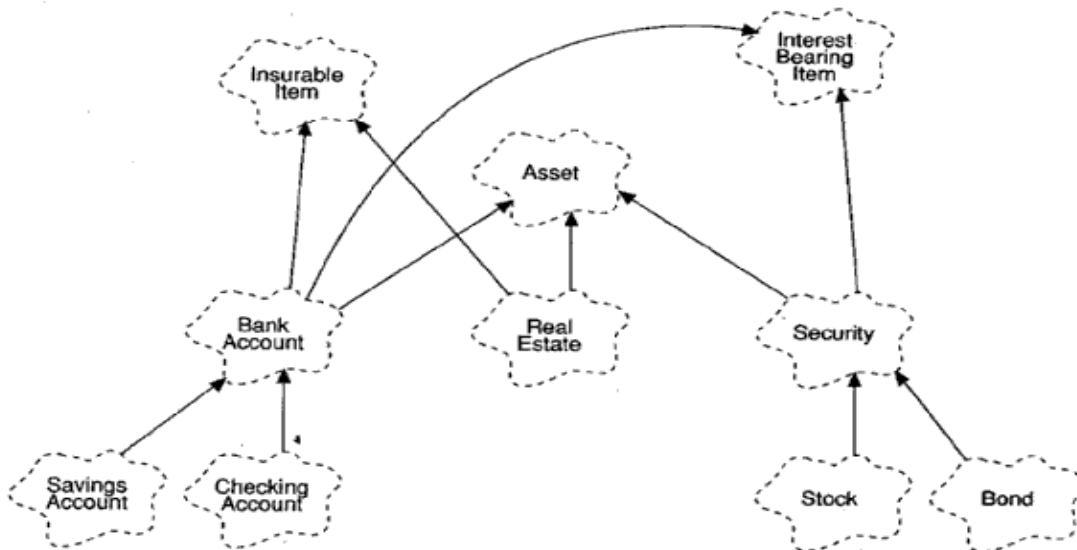 Interest
Bearing
Item
Insurable
Item
Asset
Bank
Account
Real
Estate
Security
Savings
Account
Checking
Account
Stock
Bond